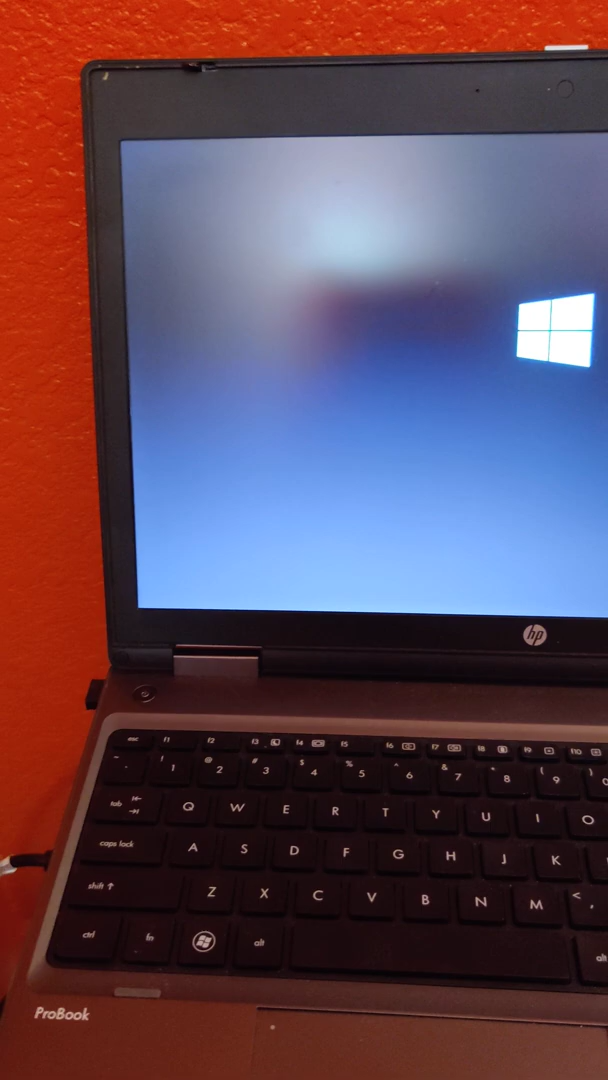 hp
esc f1 f2 f3 f4 f5 f6 f7 f8 f9 f10
~ ` ! 1 @ 2 # 3 $ 4 % 5 ^ 6 & 7 * 8 ( 9 )
tab Q W E R T Y U I O
caps lock A S D F G H J K
shift Z X C V B N M < ,
ctrl fn alt alt
ProBook